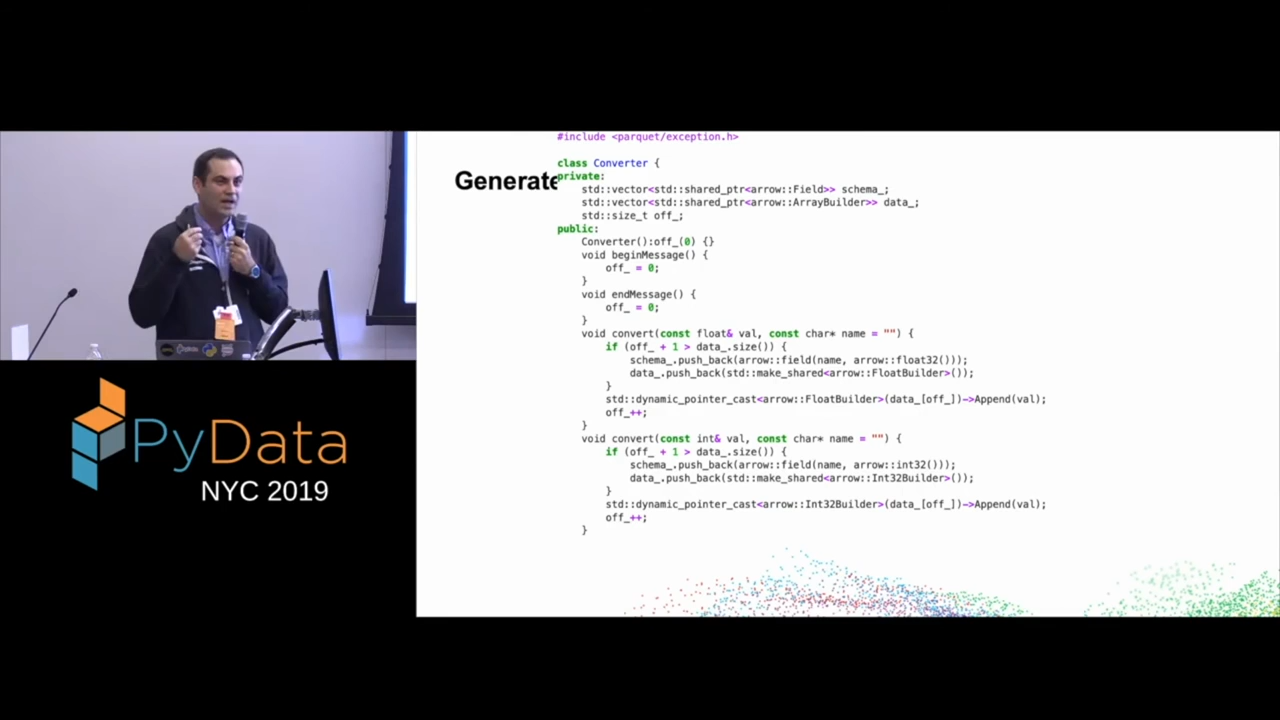 #include <parquet/exception.h>
Generate
class Converter {
private:
std::vector<std::shared_ptr<arrow::Field>> schema_;
std::vector<std::shared_ptr<arrow::ArrayBuilder>> data_;
std::size_t off_;
public:
Converter():off_(0) {}
void beginMessage() {
off_ = 0;
}
void endMessage() {
off_ = 0;
}
void convert(const float& val, const char* name = "") {
if (off_ + 1 > data_.size()) {
schema_.push_back(arrow::field(name, arrow::float32()));
data_.push_back(std::make_shared<arrow::FloatBuilder>());
}
std::dynamic_pointer_cast<arrow::FloatBuilder>(data_[off_])->Append(val);
off_++;
}
void convert(const int& val, const char* name = "") {
if (off_ + 1 > data_.size()) {
schema_.push_back(arrow::field(name, arrow::int32()));
data_.push_back(std::make_shared<arrow::Int32Builder>());
}
std::dynamic_pointer_cast<arrow::Int32Builder>(data_[off_])->Append(val);
off_++;
}
PyData
NYC 2019